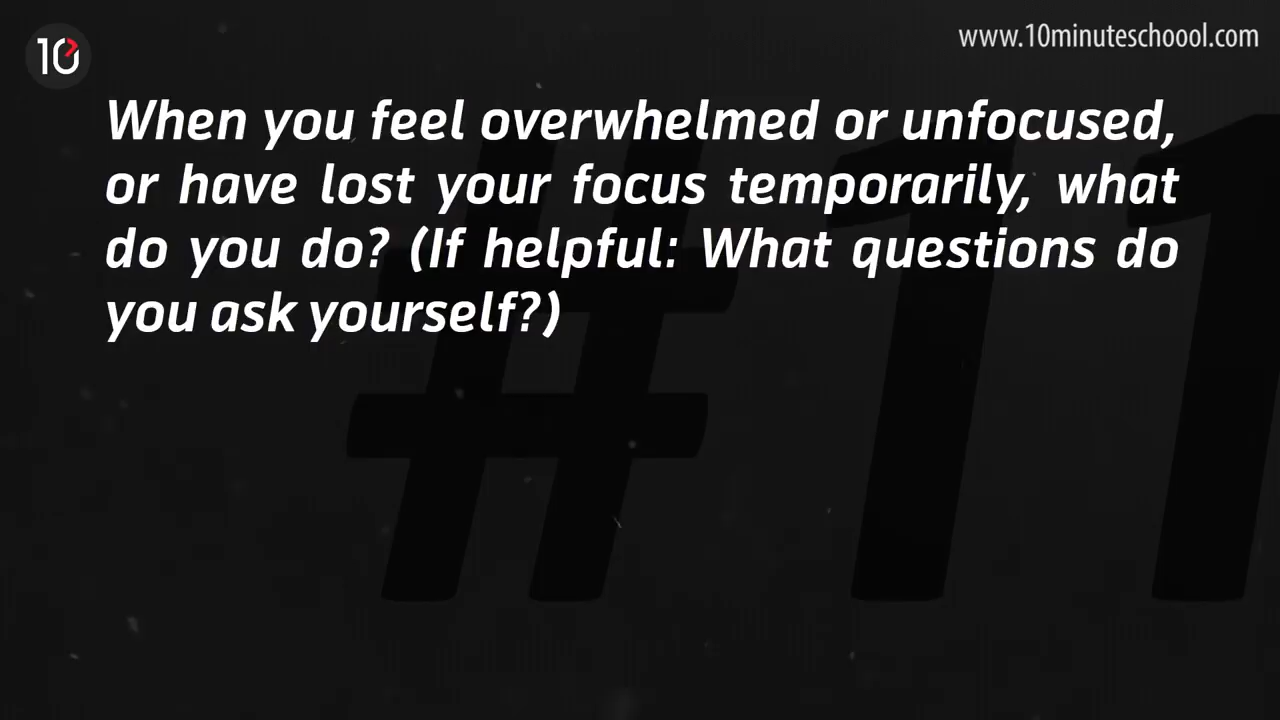 10
www.10minuteschoool.com
When you feel overwhelmed or unfocused,
or have lost your focus temporarily, what
do you do? (If helpful: What questions do
you ask yourself?)
#11